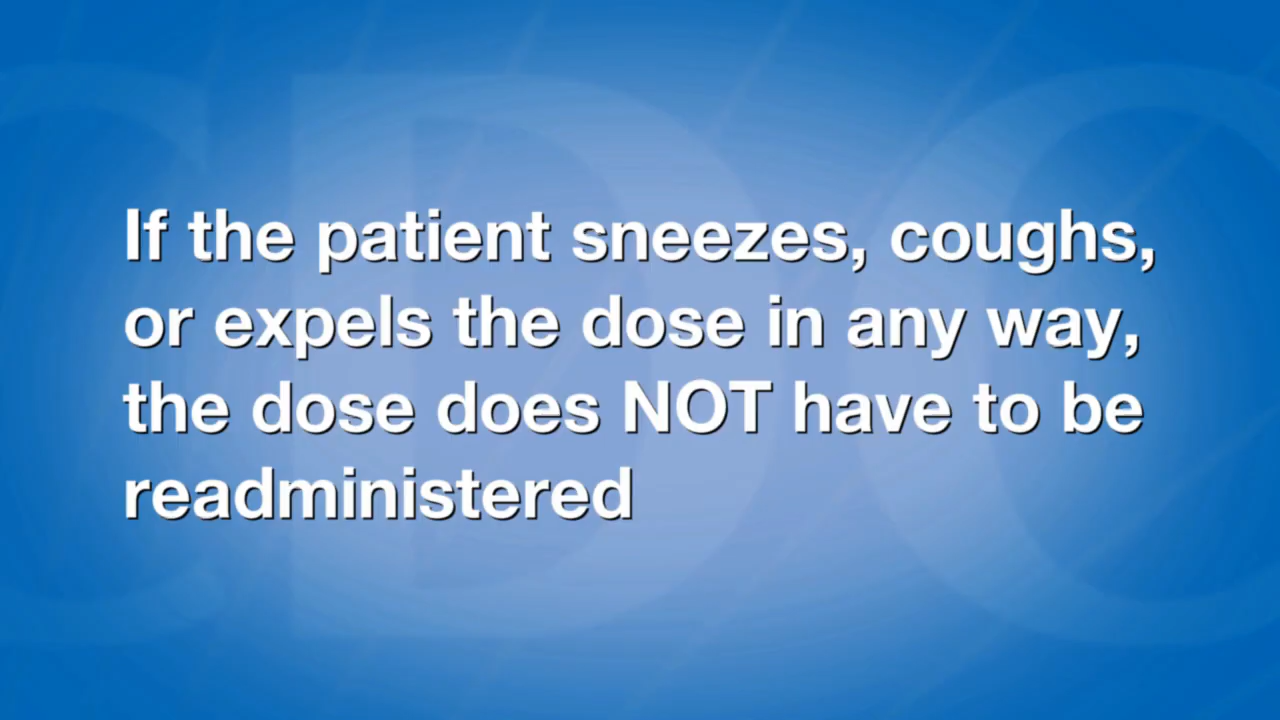 If the patient sneezes, coughs,
or expels the dose in any way,
the dose does NOT have to be
readministered
CDC